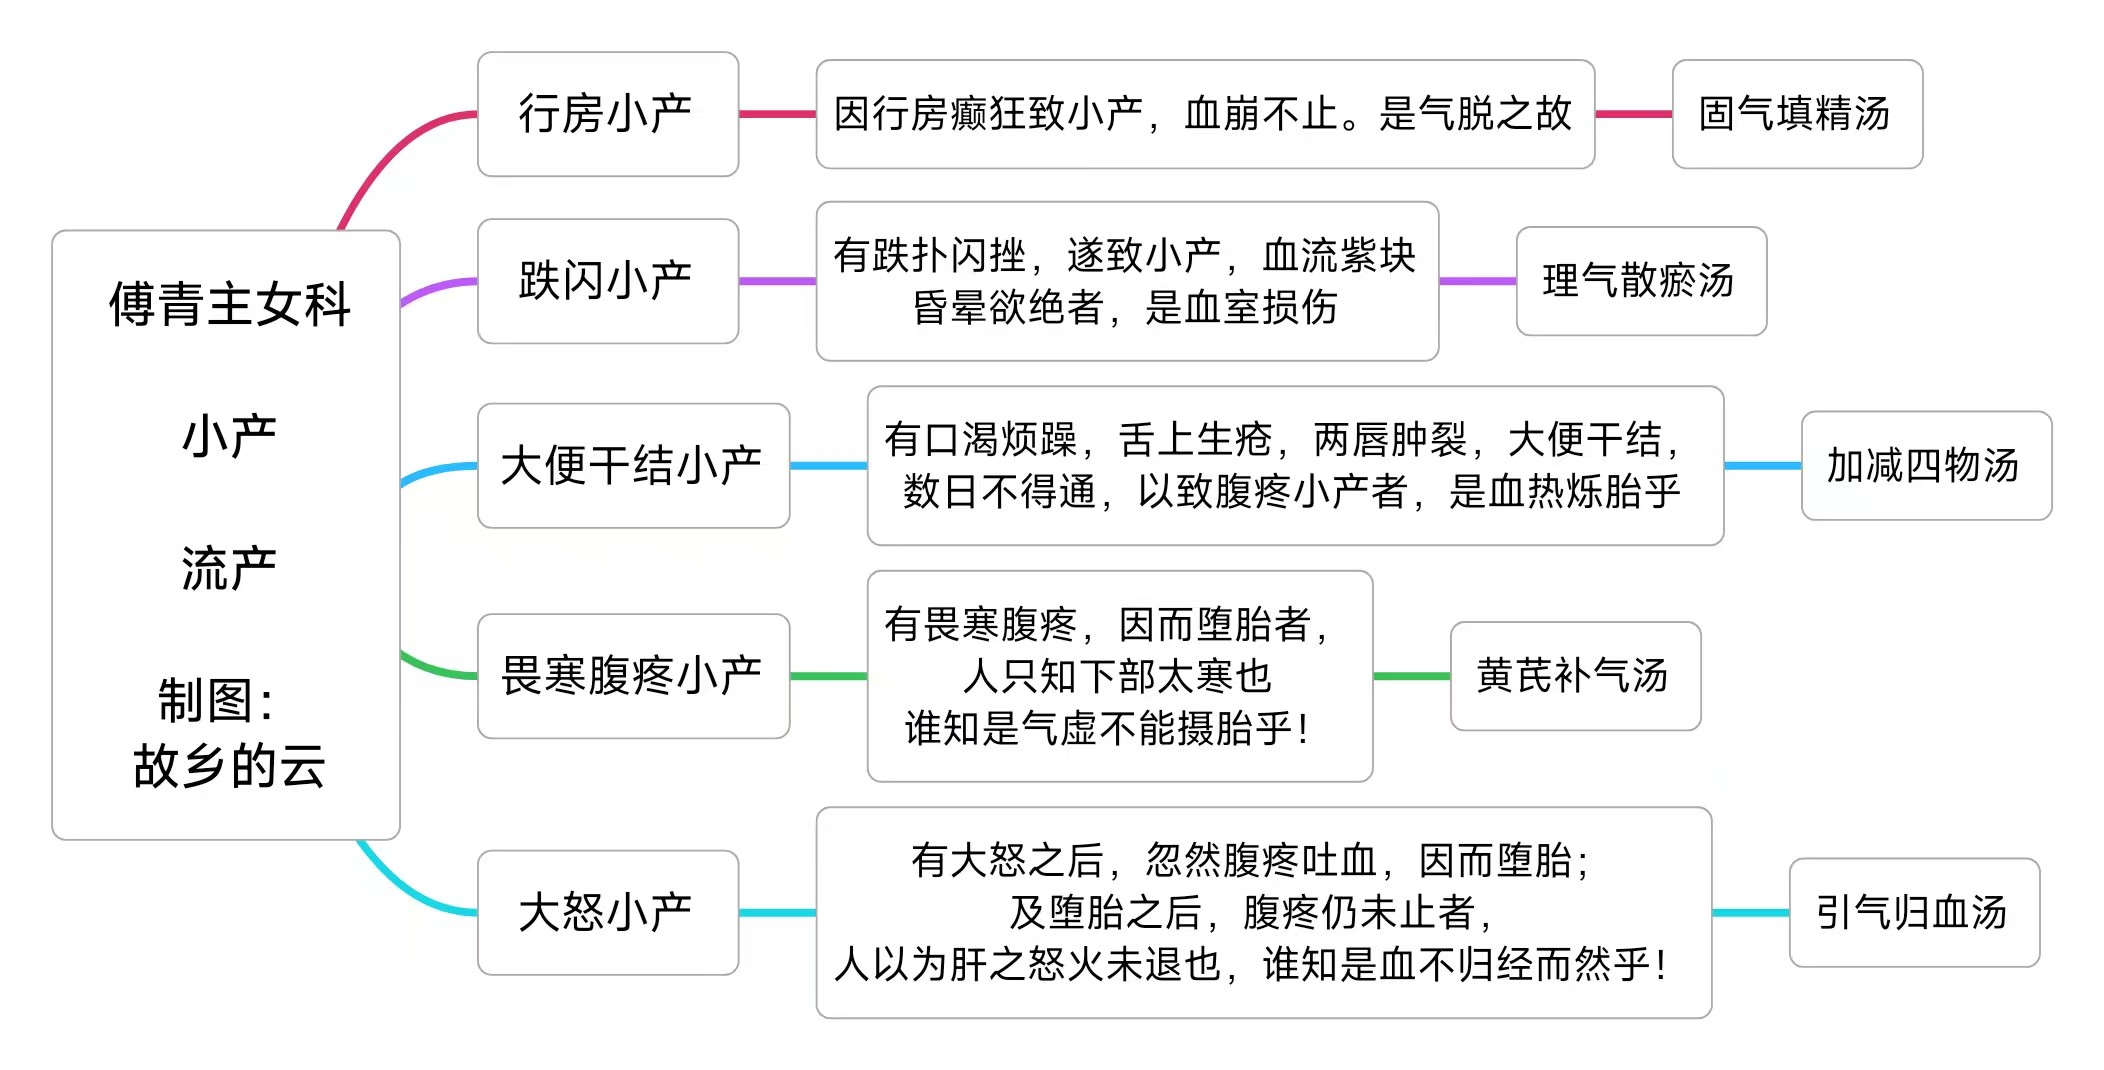 傅青主女科
小产
流产
制图：
故乡的云
行房小产
因行房癫狂致小产，血崩不止。是气脱之故
固气填精汤
跌闪小产
有跌扑闪挫，遂致小产，血流紫块
昏晕欲绝者，是血室损伤
理气散瘀汤
大便干结小产
有口渴烦躁，舌上生疮，两唇肿裂，大便干结，
数日不得通，以致腹疼小产者，是血热烁胎乎
加减四物汤
畏寒腹疼小产
有畏寒腹疼，因而堕胎者，
人只知下部太寒也
谁知是气虚不能摄胎乎！
黄芪补气汤
大怒小产
有大怒之后，忽然腹疼吐血，因而堕胎；
及堕胎之后，腹疼仍未止者，
人以为肝之怒火未退也，谁知是血不归经而然乎！
引气归血汤